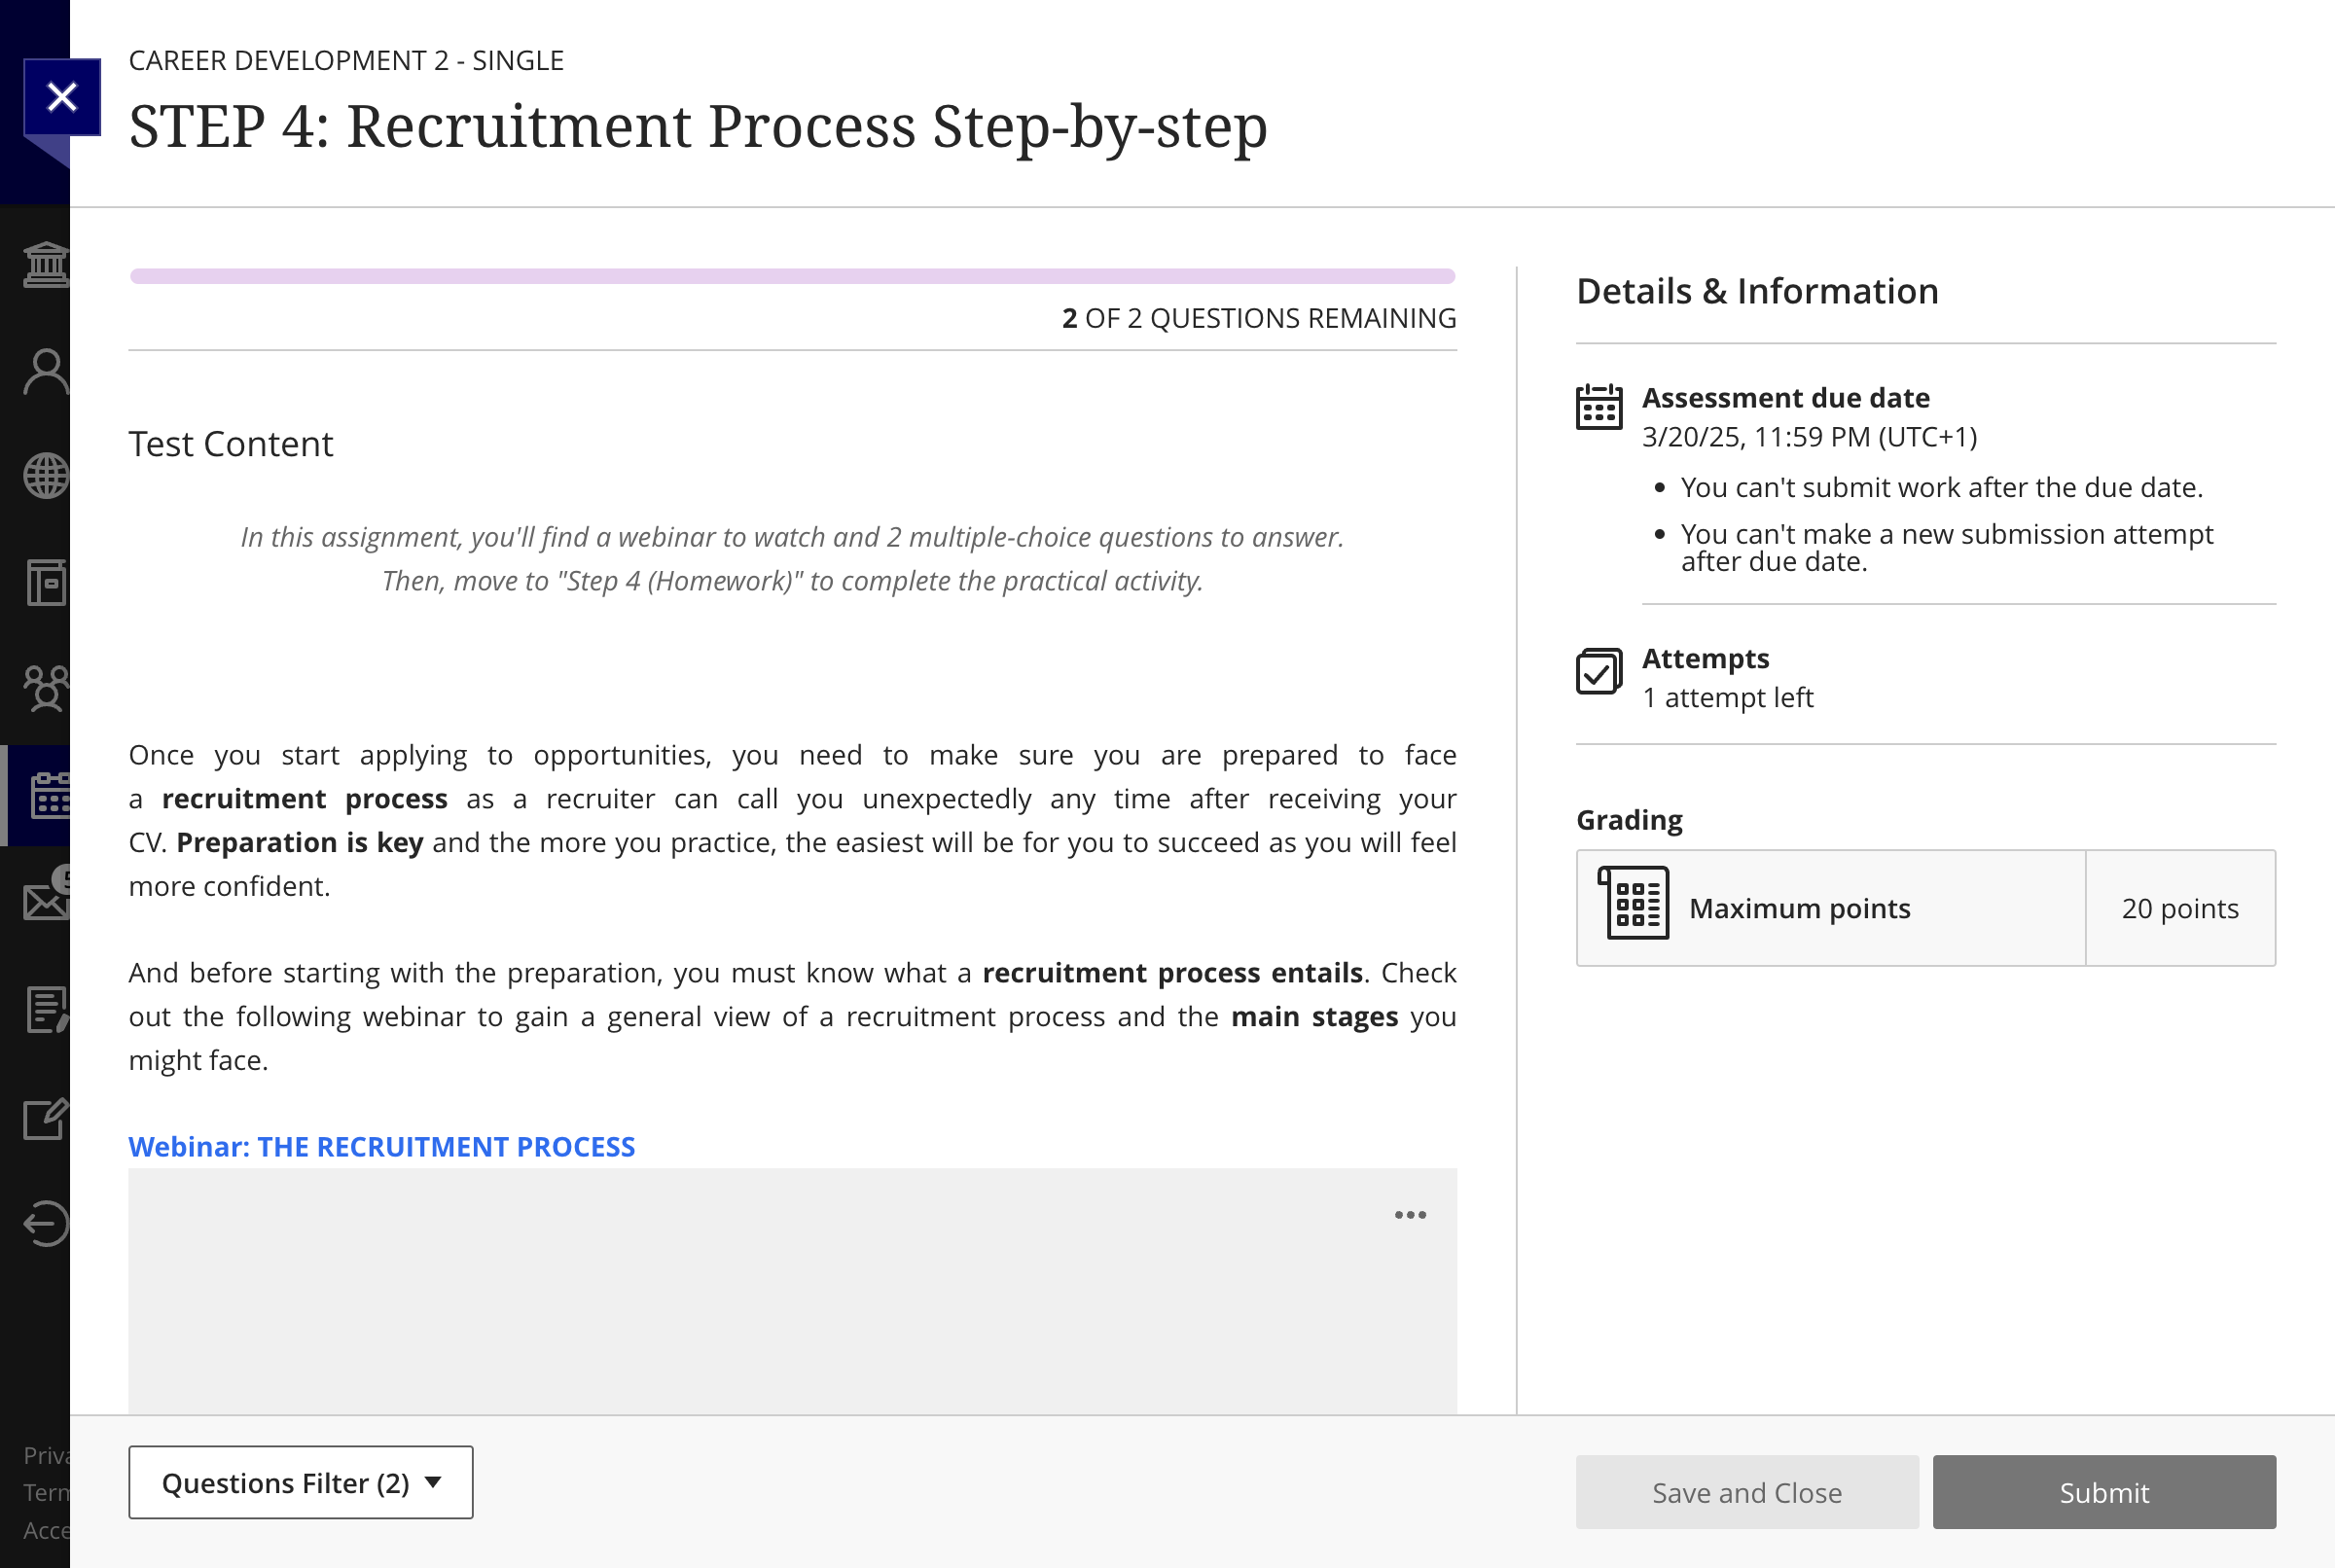 CAREER DEVELOPMENT 2 - SINGLE
STEP 4: Recruitment Process Step-by-step
2 OF 2 QUESTIONS REMAINING
Test Content
In this assignment, you'll find a webinar to watch and 2 multiple-choice questions to answer.
Then, move to "Step 4 (Homework)" to complete the practical activity.
Once you start applying to opportunities, you need to make sure you are prepared to face
a recruitment process as a recruiter can call you unexpectedly any time after receiving your
CV. Preparation is key and the more you practice, the easiest will be for you to succeed as you will feel
more confident.
And before starting with the preparation, you must know what a recruitment process entails. Check
out the following webinar to gain a general view of a recruitment process and the main stages you
might face.
Webinar: THE RECRUITMENT PROCESS
Details & Information
Assessment due date
3/20/25, 11:59 PM (UTC+1)
• You can't submit work after the due date.
• You can't make a new submission attempt
after due date.
Attempts
1 attempt left
Grading
Maximum points
20 points
Questions Filter (2)
Save and Close
Submit